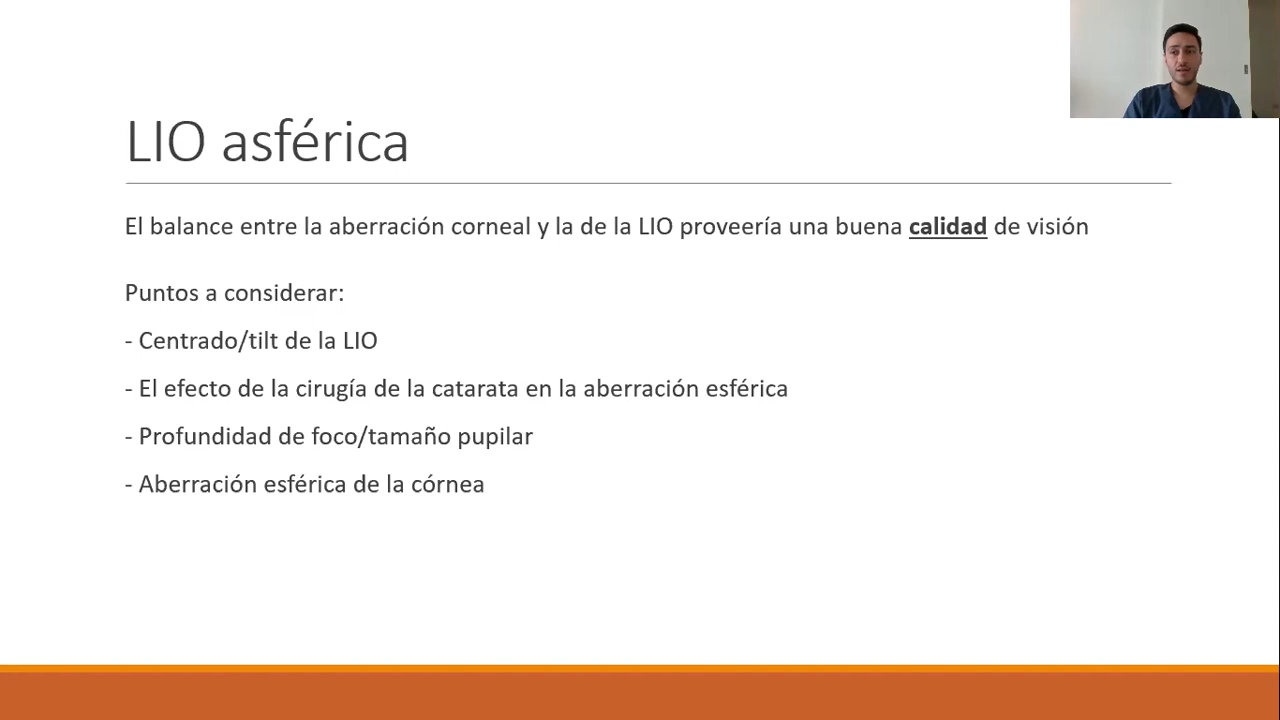 LIO asférica
El balance entre la aberración corneal y la de la LIO proveería una buena calidad de visión
Puntos a considerar:
- Centrado/tilt de la LIO
- El efecto de la cirugía de la catarata en la aberración esférica
- Profundidad de foco/tamaño pupilar
- Aberración esférica de la córnea